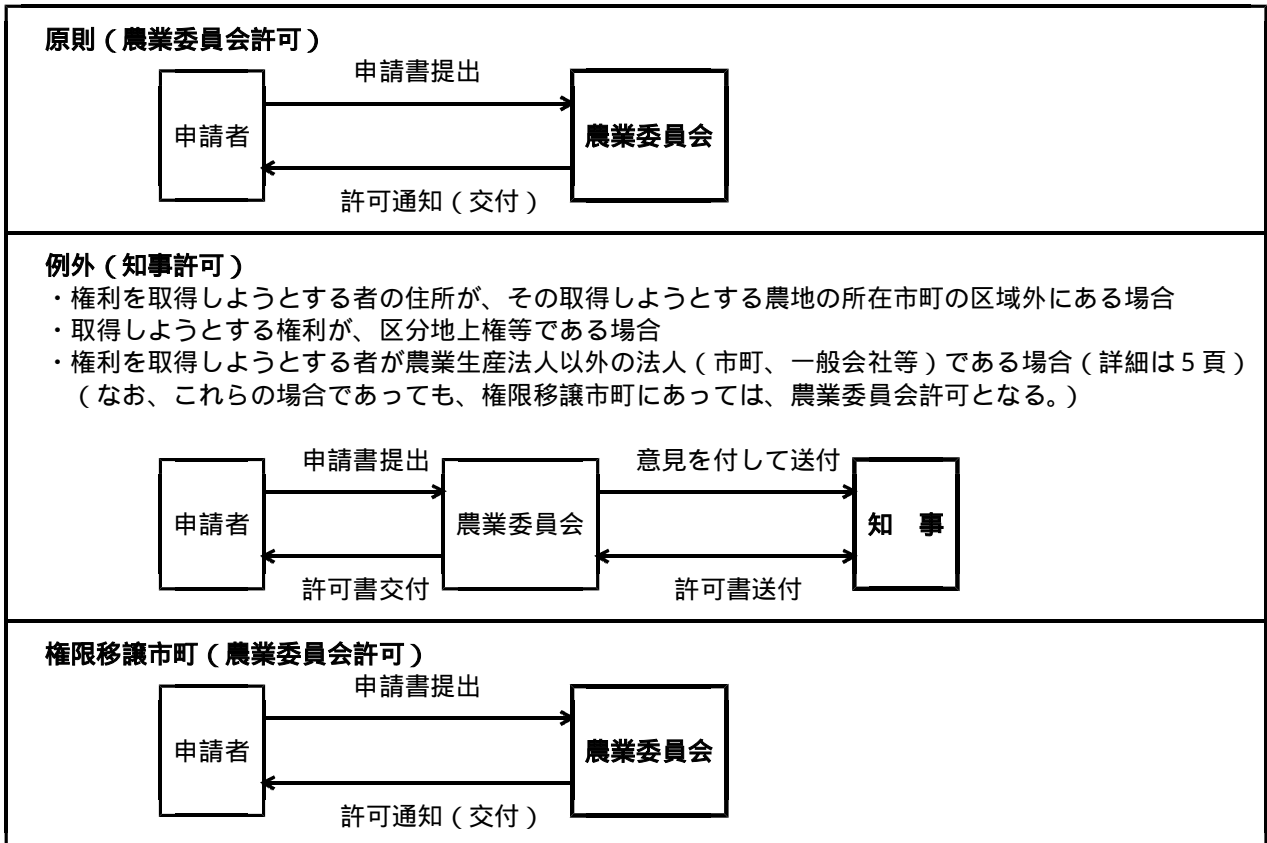 原則（農業委員会許可）
申請書提出
申請者
農業委員会
許可通知（交付）
例外（知事許可）
・権利を取得しようとする者の住所が、その取得しようとする農地の所在市町の区域外にある場合
・取得しようとする権利が、区分地上権等である場合
・権利を取得しようとする者が農業生産法人以外の法人（市町、一般会社等）である場合（詳細は５頁）
（なお、これらの場合であっても、権限移譲市町にあっては、農業委員会許可となる。）
申請書提出
意見を付して送付
申請者
農業委員会
知　事
許可書交付
許可書送付
権限移譲市町（農業委員会許可）
申請書提出
申請者
農業委員会
許可通知（交付）